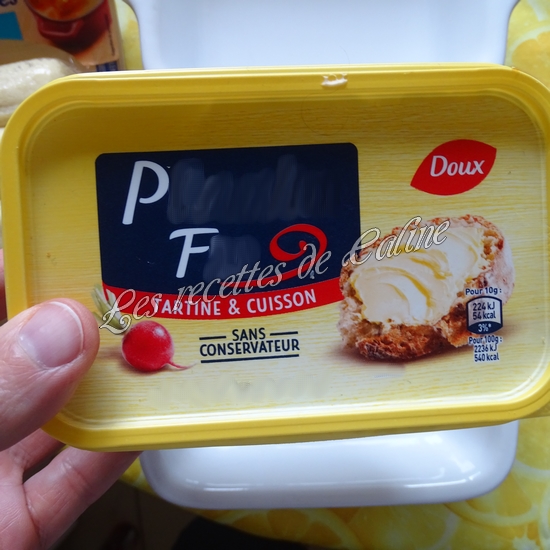 P
F
Doux
Les recettes de Caline
TARTINE & CUISSON
SANS
CONSERVATEUR
Pour 10g:
224 kJ
54 kcal
3%*
Pour 100g:
2236 kJ
540 kcal